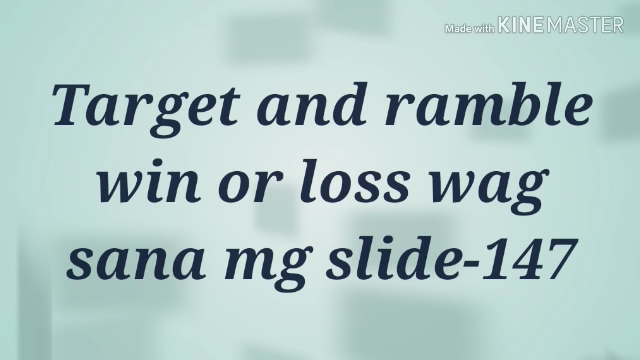 Made with KINEMASTER
Target and ramble
win or loss wag
sana mg slide-147